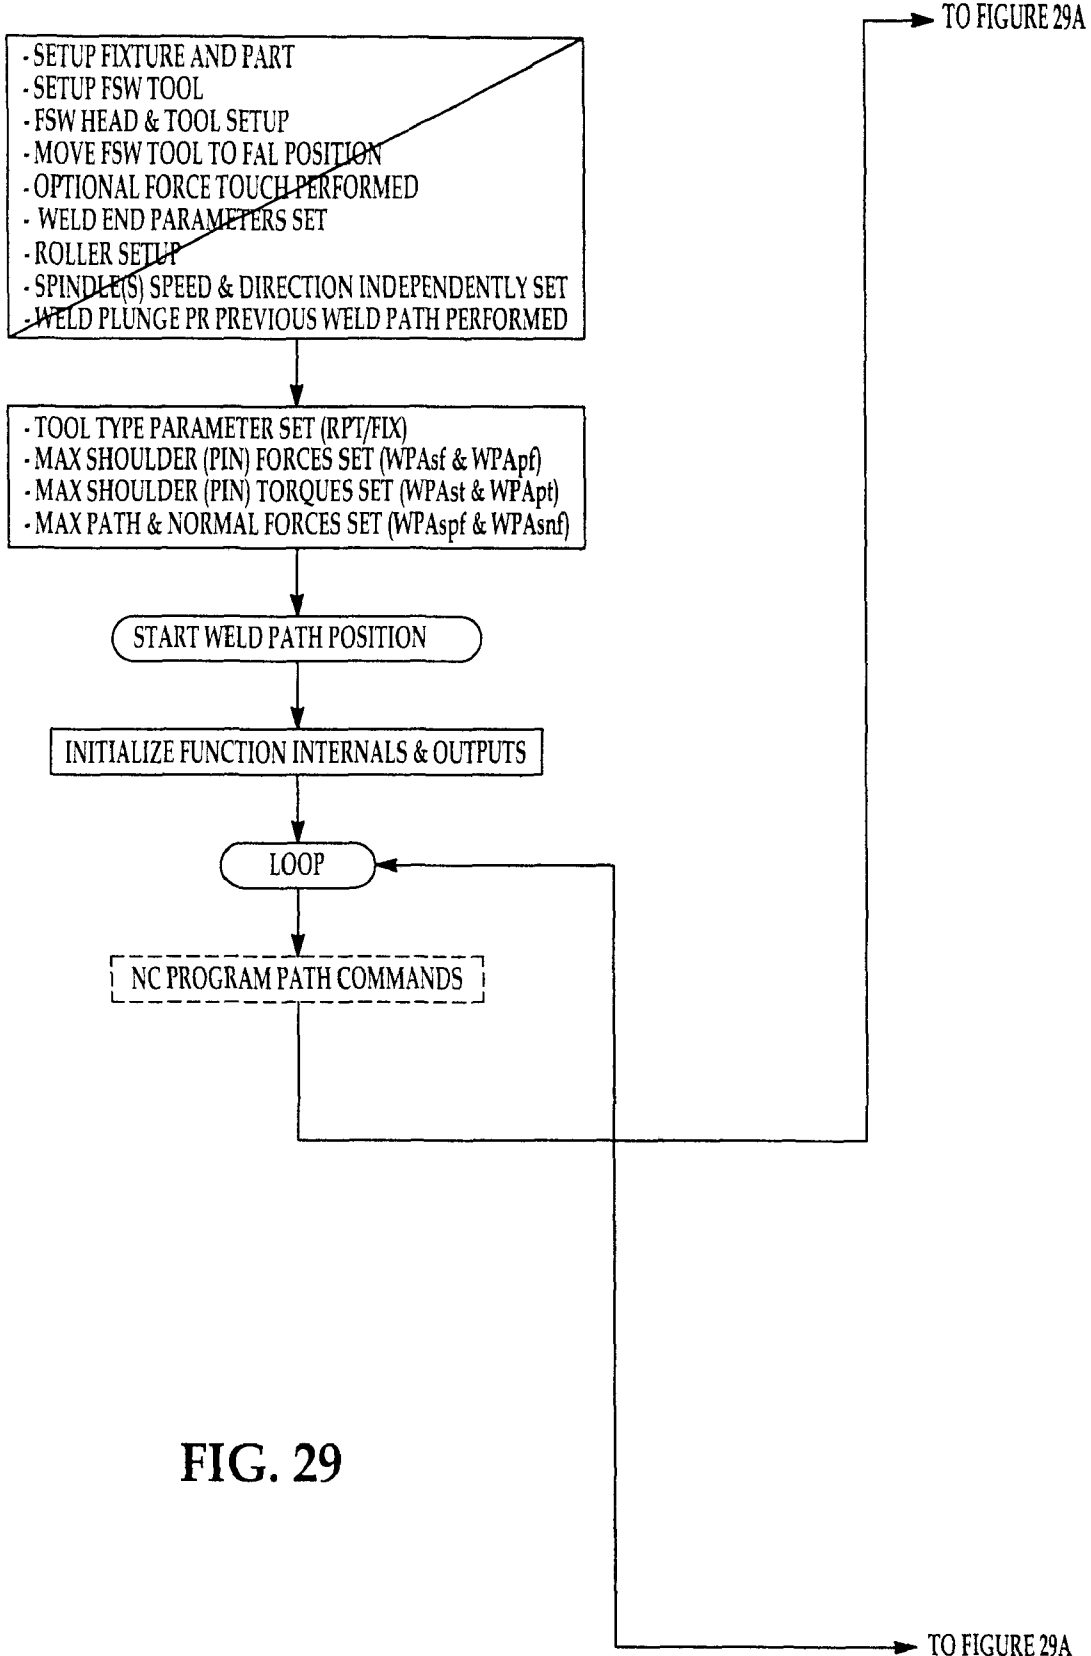 TO FIGURE 29A
- SETUP FIXTURE AND PART
- SETUP FSW TOOL
- FSW HEAD & TOOL SETUP
- MOVE FSW TOOL TO FAL POSITION
- OPTIONAL FORCE TOUCH PERFORMED
- WELD END PARAMETERS SET
- ROLLER SETUP
- SPINDLE(S) SPEED & DIRECTION INDEPENDENTLY SET
- WELD PLUNGE PR PREVIOUS WELD PATH PERFORMED
- TOOL TYPE PARAMETER SET (RPT/FIX)
- MAX SHOULDER (PIN) FORCES SET (WPAsf & WPApf)
- MAX SHOULDER (PIN) TORQUES SET (WPAst & WPApt)
- MAX PATH & NORMAL FORCES SET (WPAspf & WPAsnf)
START WELD PATH POSITION
INITIALIZE FUNCTION INTERNALS & OUTPUTS
LOOP
NC PROGRAM PATH COMMANDS
FIG. 29
TO FIGURE 29A